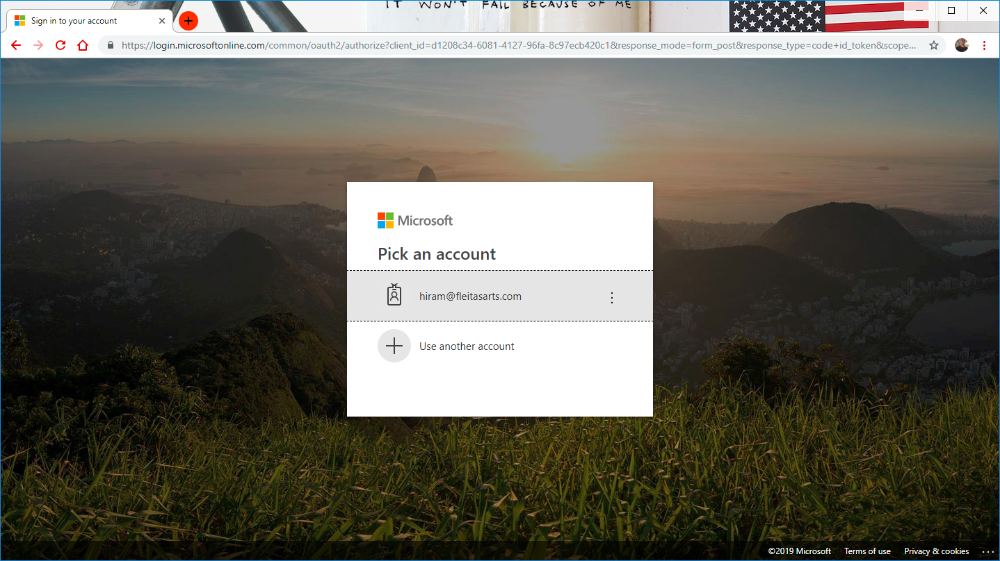 IT WON'T FAIL BECAUSE OF ME
Sign in to your account
https://login.microsoftonline.com/common/oauth2/authorize?client_id=d1208c34-6081-4127-96fa-8c97ecb420c1&response_mode=form_post&response_type=code+id_token&scope...
Microsoft
Pick an account
hiram@fleitasarts.com
Use another account
©2019 Microsoft Terms of use Privacy & cookies ...